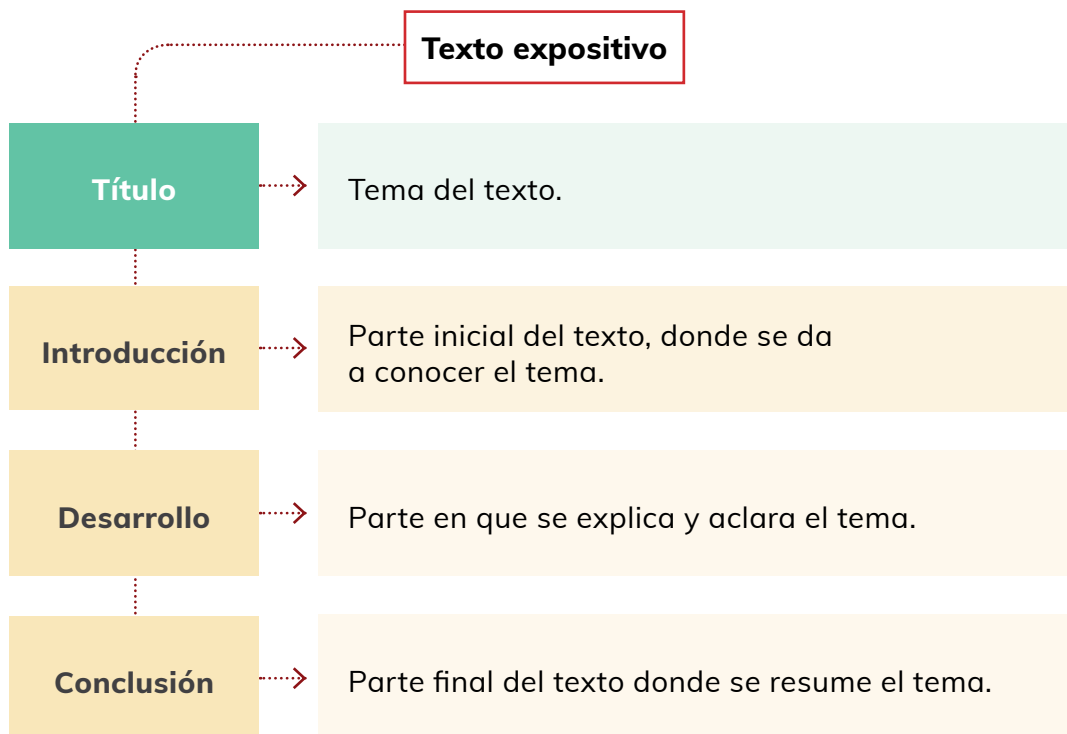 Texto expositivo
Título
Tema del texto.
Introducción
Parte inicial del texto, donde se da
a conocer el tema.
Desarrollo
Parte en que se explica y aclara el tema.
Conclusión
Parte final del texto donde se resume el tema.